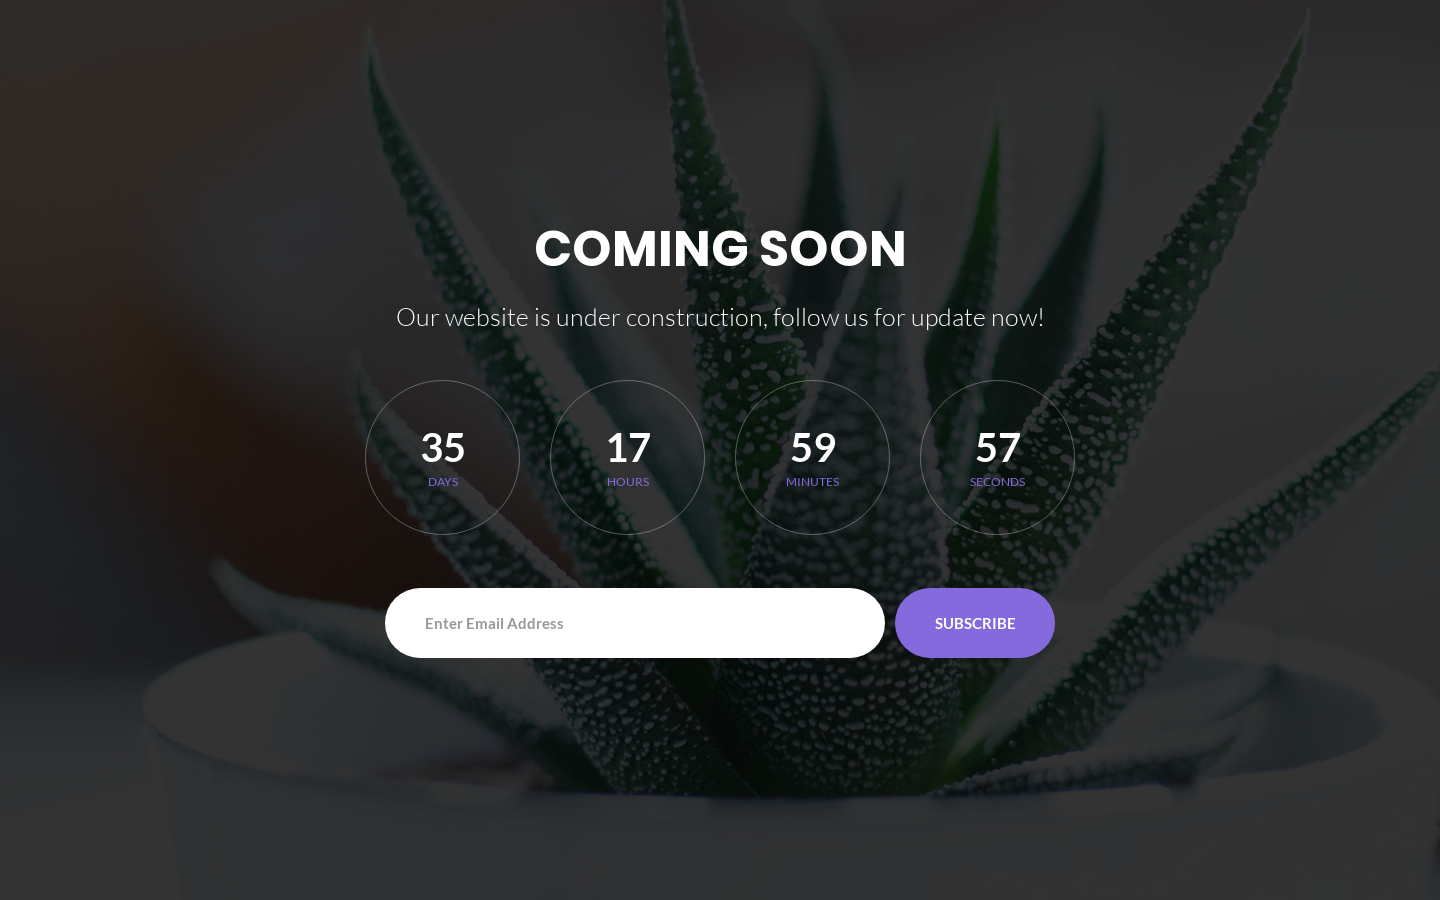 COMING SOON
Our website is under construction, follow us for update now!
35 17 59 57
DAYS HOURS MINUTES SECONDS
Enter Email Address SUBSCRIBE